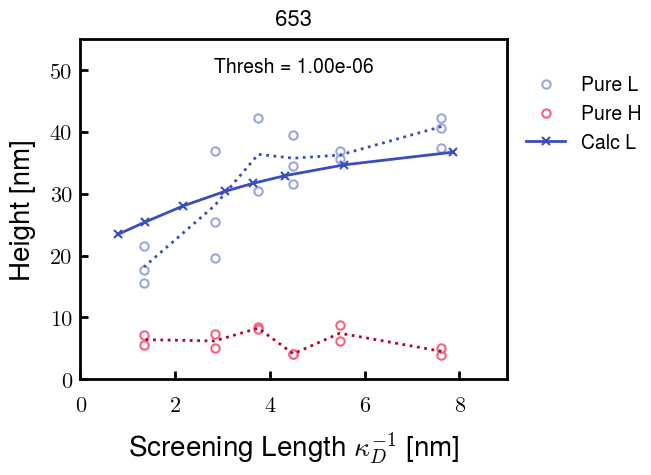 653
Thresh = 1.00e-06
50
40
30
20
10
0
0 2 4 6 8
Height [nm]
Screening Length κ_D^{-1} [nm]
Pure L
Pure H
Calc L